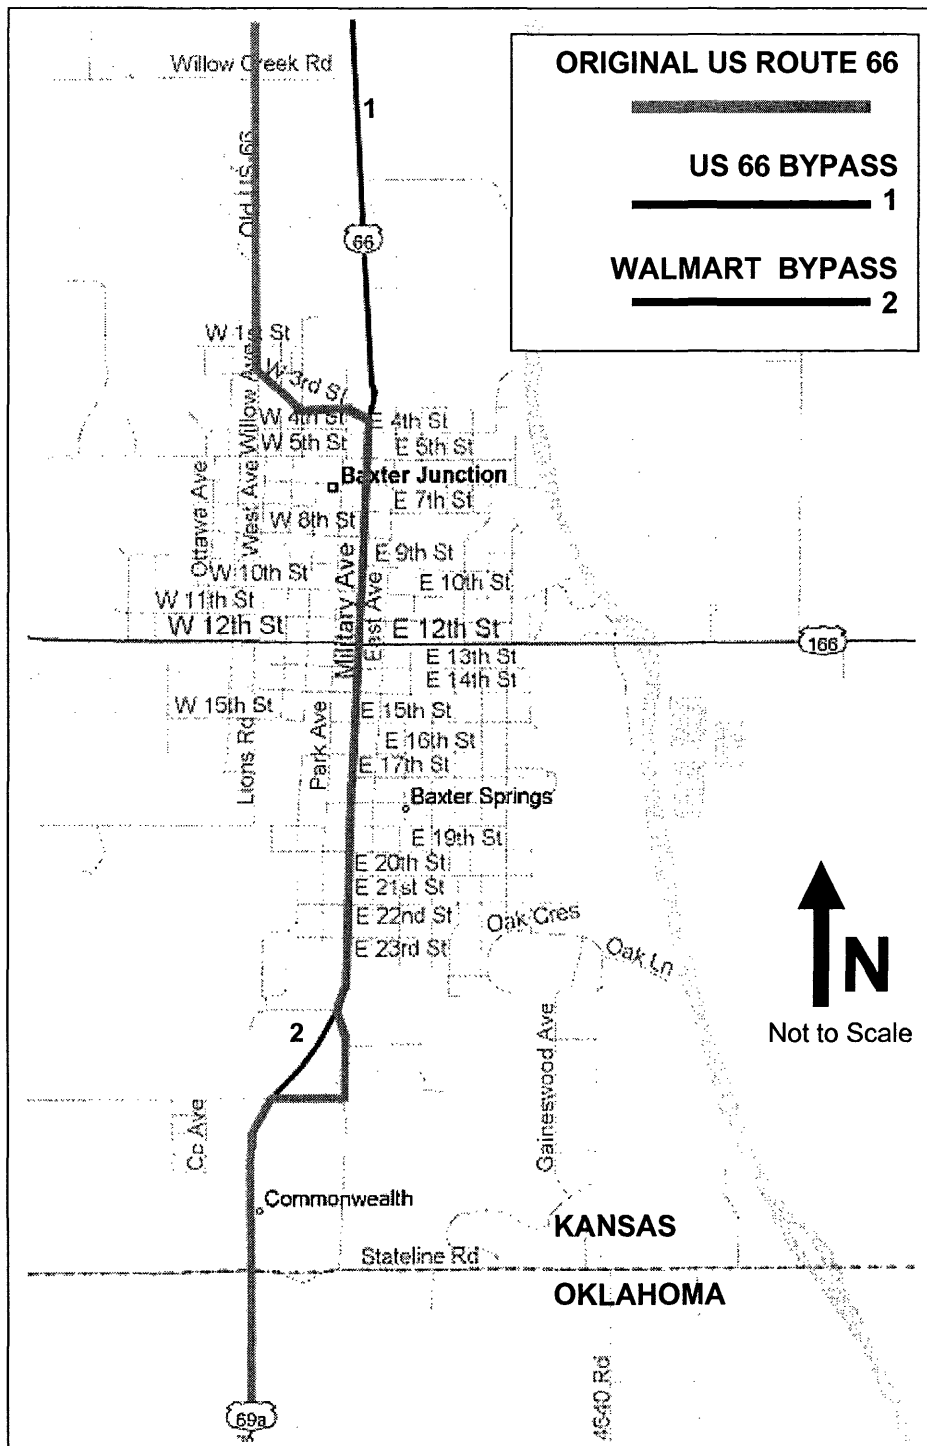 Willow Creek Rd
1
Old US 66
66
ORIGINAL US ROUTE 66
US 66 BYPASS
1
WALMART BYPASS
2
W 1st St
W 3rd St
Willow Ave
W 4th St
E 4th St
W 5th St
E 5th St
Baxter Junction
E 7th St
Ottawa Ave
West Ave
W 8th St
E 9th St
W 10th St
E 10th St
Military Ave
East Ave
W 11th St
W 12th St
E 12th St
166
E 13th St
E 14th St
W 15th St
E 15th St
Lions Rd
Park Ave
E 16th St
E 17th St
Baxter Springs
E 19th St
E 20th St
E 21st St
E 22nd St
Oak Cres
E 23rd St
Oak Ln
N
Not to Scale
2
Gaineswood Ave
Cp Ave
Commonwealth
KANSAS
Stateline Rd
OKLAHOMA
4640 Rd
69a